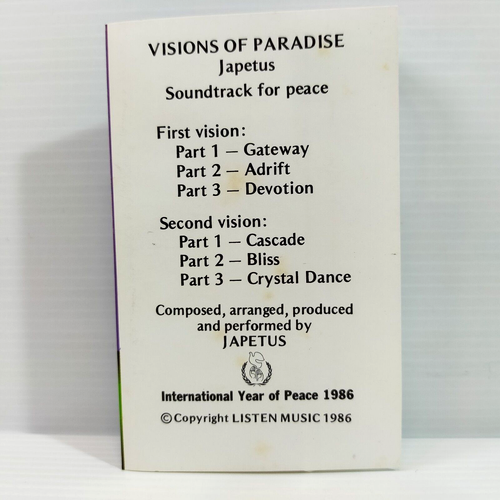 VISIONS OF PARADISE
Japetus
Soundtrack for peace
First vision:
Part 1 — Gateway
Part 2 — Adrift
Part 3 — Devotion
Second vision:
Part 1 — Cascade
Part 2 — Bliss
Part 3 — Crystal Dance
Composed, arranged, produced
and performed by
JAPETUS
International Year of Peace 1986
© Copyright LISTEN MUSIC 1986